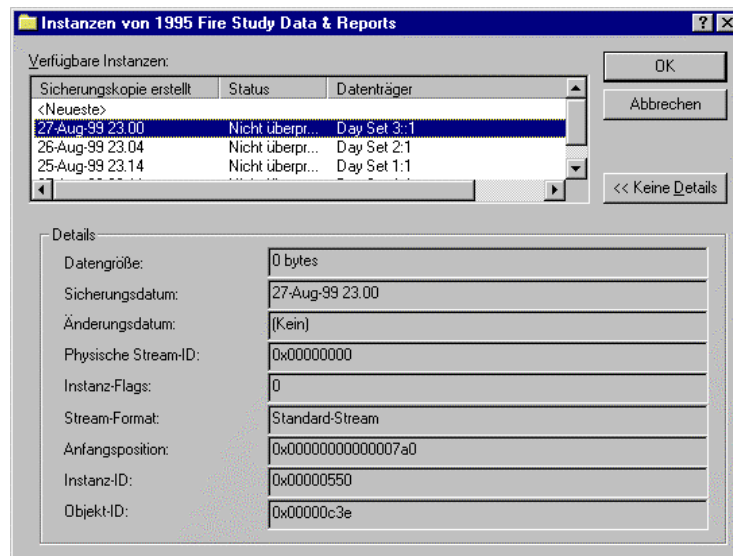 Instanzen von 1995 Fire Study Data & Reports
Verfügbare Instanzen:
Sicherungskopie erstellt Status Datenträger
<Neueste>
27-Aug-99 23.00 Nicht überpr... Day Set 3::1
26-Aug-99 23.04 Nicht überpr... Day Set 2:1
25-Aug-99 23.14 Nicht überpr... Day Set 1:1
OK
Abbrechen
<< Keine Details
Details
Datengröße: 0 bytes
Sicherungsdatum: 27-Aug-99 23.00
Änderungsdatum: (Kein)
Physische Stream-ID: 0x00000000
Instanz-Flags: 0
Stream-Format: Standard-Stream
Anfangsposition: 0x00000000000007a0
Instanz-ID: 0x00000550
Objekt-ID: 0x00000c3e